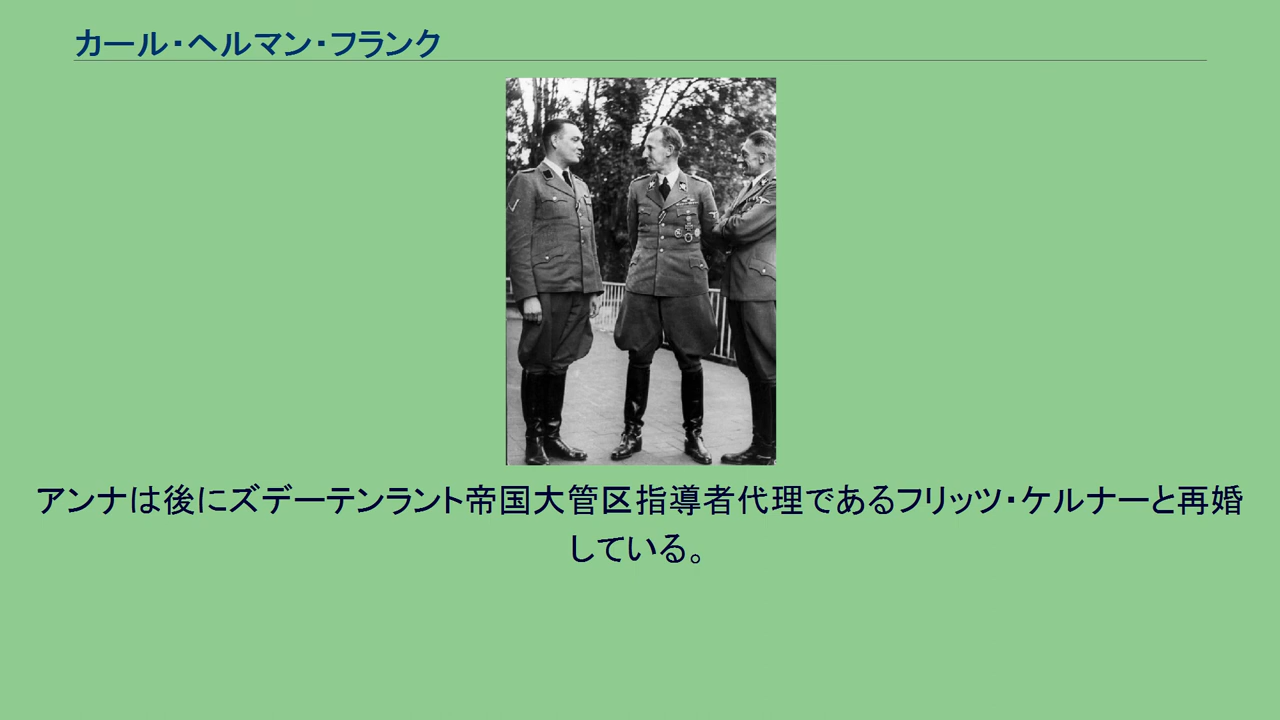 カール・ヘルマン・フランク
アンナは後にズデーテンラント帝国大管区指導者代理であるフリッツ・ケルナーと再婚
している。